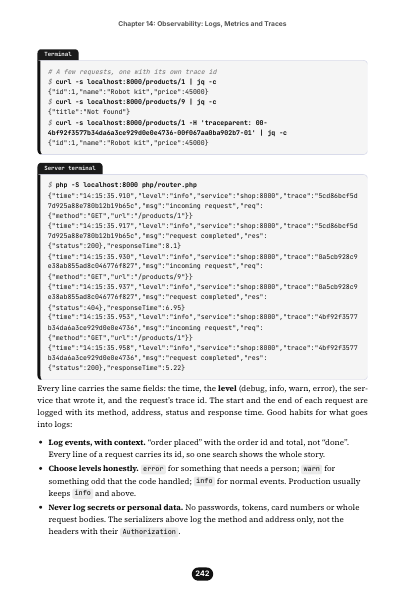 Chapter 14: Observability: Logs, Metrics and Traces
Terminal
# A few requests, one with its own trace id
$ curl -s localhost:8000/products/1 | jq -c
{"id":1,"name":"Robot kit","price":45000}
$ curl -s localhost:8000/products/9 | jq -c
{"title":"Not found"}
$ curl -s localhost:8000/products/1 -H 'traceparent: 00-
4bf92f3577b34da6a3ce929d0e0e4736-00f067aa0ba902b7-01' | jq -c
{"id":1,"name":"Robot kit","price":45000}
Server terminal
$ php -S localhost:8000 php/router.php
{"time":"14:15:35.910","level":"info","service":"shop:8000","trace":"5cd86bcf5d
7d925a88e780b12b19b65c","msg":"incoming request","req":
{"method":"GET","url":"/products/1"}}
{"time":"14:15:35.917","level":"info","service":"shop:8000","trace":"5cd86bcf5d
7d925a88e780b12b19b65c","msg":"request completed","res":
{"status":200},"responseTime":8.1}
{"time":"14:15:35.930","level":"info","service":"shop:8000","trace":"0a5cb928c9
e38ab855ad8c046776f827","msg":"incoming request","req":
{"method":"GET","url":"/products/9"}}
{"time":"14:15:35.937","level":"info","service":"shop:8000","trace":"0a5cb928c9
e38ab855ad8c046776f827","msg":"request completed","res":
{"status":404},"responseTime":6.95}
{"time":"14:15:35.953","level":"info","service":"shop:8000","trace":"4bf92f3577
b34da6a3ce929d0e0e4736","msg":"incoming request","req":
{"method":"GET","url":"/products/1"}}
{"time":"14:15:35.958","level":"info","service":"shop:8000","trace":"4bf92f3577
b34da6a3ce929d0e0e4736","msg":"request completed","res":
{"status":200},"responseTime":5.22}
Every line carries the same fields: the time, the level (debug, info, warn, error), the ser-
vice that wrote it, and the request's trace id. The start and the end of each request are
logged with its method, address, status and response time. Good habits for what goes
into logs:
• Log events, with context. "order placed" with the order id and total, not "done".
Every line of a request carries its id, so one search shows the whole story.
• Choose levels honestly. error for something that needs a person; warn for
something odd that the code handled; info for normal events. Production usually
keeps info and above.
• Never log secrets or personal data. No passwords, tokens, card numbers or whole
request bodies. The serializers above log the method and address only, not the
headers with their Authorization.
242